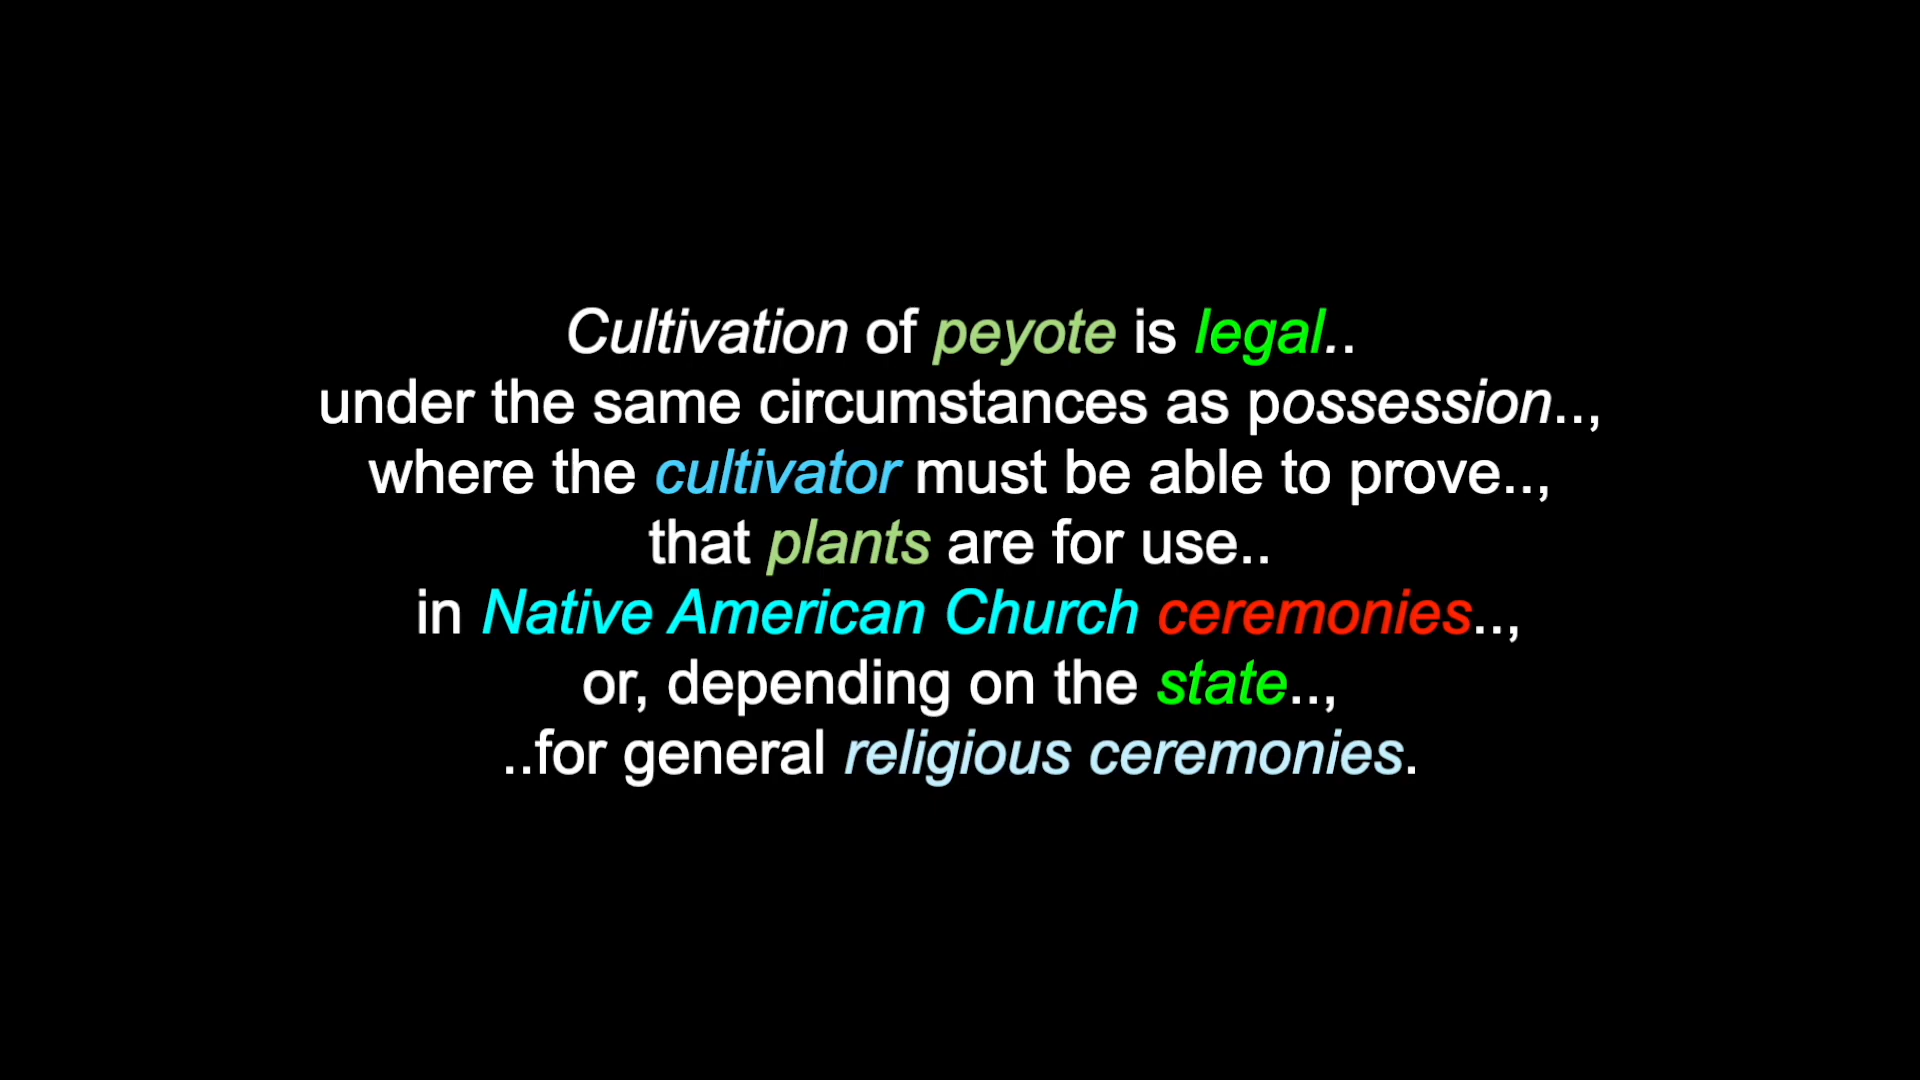 Cultivation of peyote is legal..
under the same circumstances as possession..,
where the cultivator must be able to prove..,
that plants are for use..
in Native American Church ceremonies..,
or, depending on the state..,
..for general religious ceremonies.